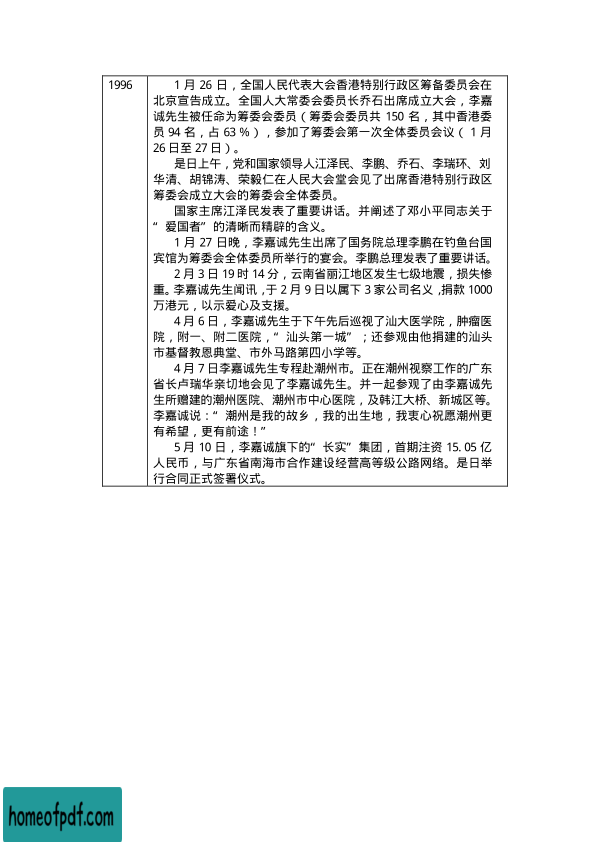 1996
1 月 26 日，全国人民代表大会香港特别行政区筹备委员会在
北京宣告成立。全国人大常委会委员长乔石出席成立大会，李嘉
诚先生被任命为筹委会委员（筹委会委员共 150 名，其中香港委
员 94 名，占 63 %），参加了筹委会第一次全体委员会议（ 1 月
26 日至 27 日）。
是日上午，党和国家领导人江泽民、李鹏、乔石、李瑞环、刘
华清、胡锦涛、荣毅仁在人民大会堂会见了出席香港特别行政区
筹委会成立大会的筹委会全体委员。
国家主席江泽民发表了重要讲话。并阐述了邓小平同志关于
“ 爱国者” 的清晰而精辟的含义。
1 月 27 日晚，李嘉诚先生出席了国务院总理李鹏在钓鱼台国
宾馆为筹委会全体委员所举行的宴会。李鹏总理发表了重要讲话。
2 月 3 日 19 时 14 分，云南省丽江地区发生七级地震，损失惨
重。李嘉诚先生闻讯，于 2 月 9 日以属下 3 家公司名义，捐款 1000
万港元，以示爱心及支援。
4 月 6 日，李嘉诚先生于下午先后巡视了汕大医学院，肿瘤医
院，附一、附二医院，“ 汕头第一城” ；还参观由他捐建的汕头
市基督教恩典堂、市外马路第四小学等。
4 月 7 日李嘉诚先生专程赴潮州市。正在潮州视察工作的广东
省长卢瑞华亲切地会见了李嘉诚先生。并一起参观了由李嘉诚先
生所赠建的潮州医院、潮州市中心医院，及韩江大桥、新城区等。
李嘉诚说：“ 潮州是我的故乡，我的出生地，我衷心祝愿潮州更
有希望，更有前途！”
5 月 10 日，李嘉诚旗下的“ 长实” 集团，首期注资 15.05 亿
人民币，与广东省南海市合作建设经营高等级公路网络。是日举
行合同正式签署仪式。
homeofpdf.com